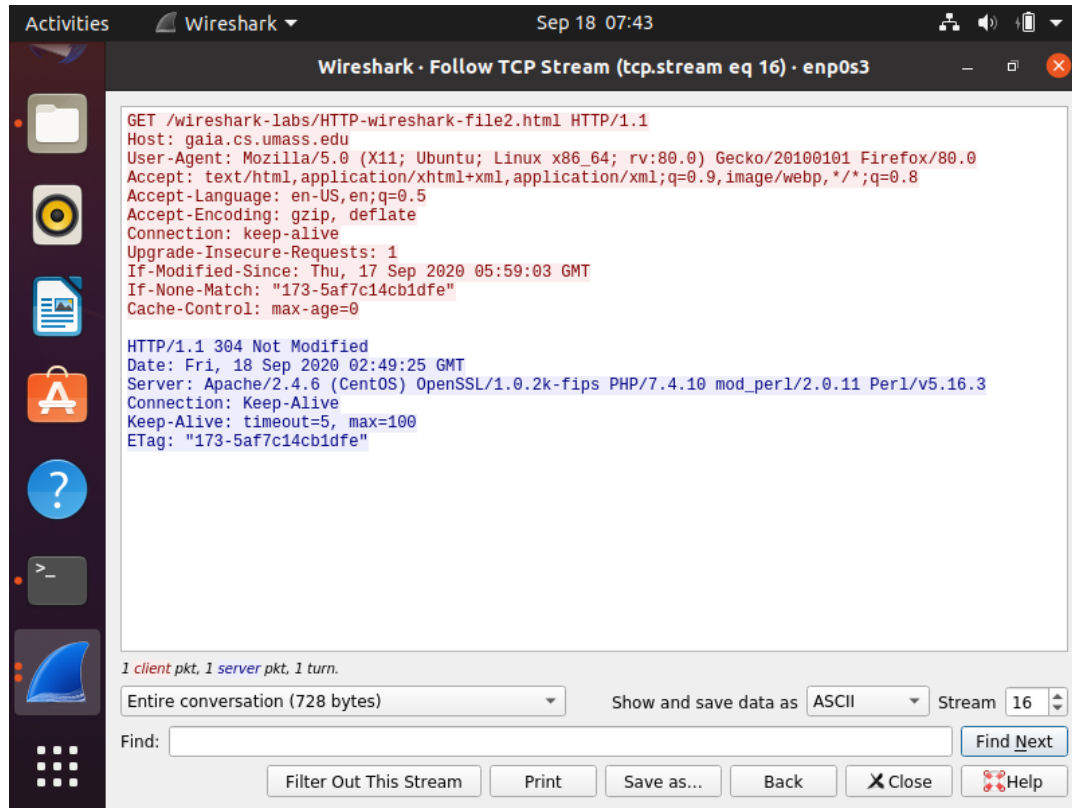 Activities
Wireshark
Sep 18 07:43
Wireshark · Follow TCP Stream (tcp.stream eq 16) · enp0s3
GET /wireshark-labs/HTTP-wireshark-file2.html HTTP/1.1
Host: gaia.cs.umass.edu
User-Agent: Mozilla/5.0 (X11; Ubuntu; Linux x86_64; rv:80.0) Gecko/20100101 Firefox/80.0
Accept: text/html,application/xhtml+xml,application/xml;q=0.9,image/webp,*/*;q=0.8
Accept-Language: en-US,en;q=0.5
Accept-Encoding: gzip, deflate
Connection: keep-alive
Upgrade-Insecure-Requests: 1
If-Modified-Since: Thu, 17 Sep 2020 05:59:03 GMT
If-None-Match: "173-5af7c14cb1dfe"
Cache-Control: max-age=0
HTTP/1.1 304 Not Modified
Date: Fri, 18 Sep 2020 02:49:25 GMT
Server: Apache/2.4.6 (CentOS) OpenSSL/1.0.2k-fips PHP/7.4.10 mod_perl/2.0.11 Perl/v5.16.3
Connection: Keep-Alive
Keep-Alive: timeout=5, max=100
ETag: "173-5af7c14cb1dfe"
1 client pkt, 1 server pkt, 1 turn.
Entire conversation (728 bytes)
Show and save data as ASCII
Stream 16
Find:
Find Next
Filter Out This Stream
Print
Save as...
Back
Close
Help